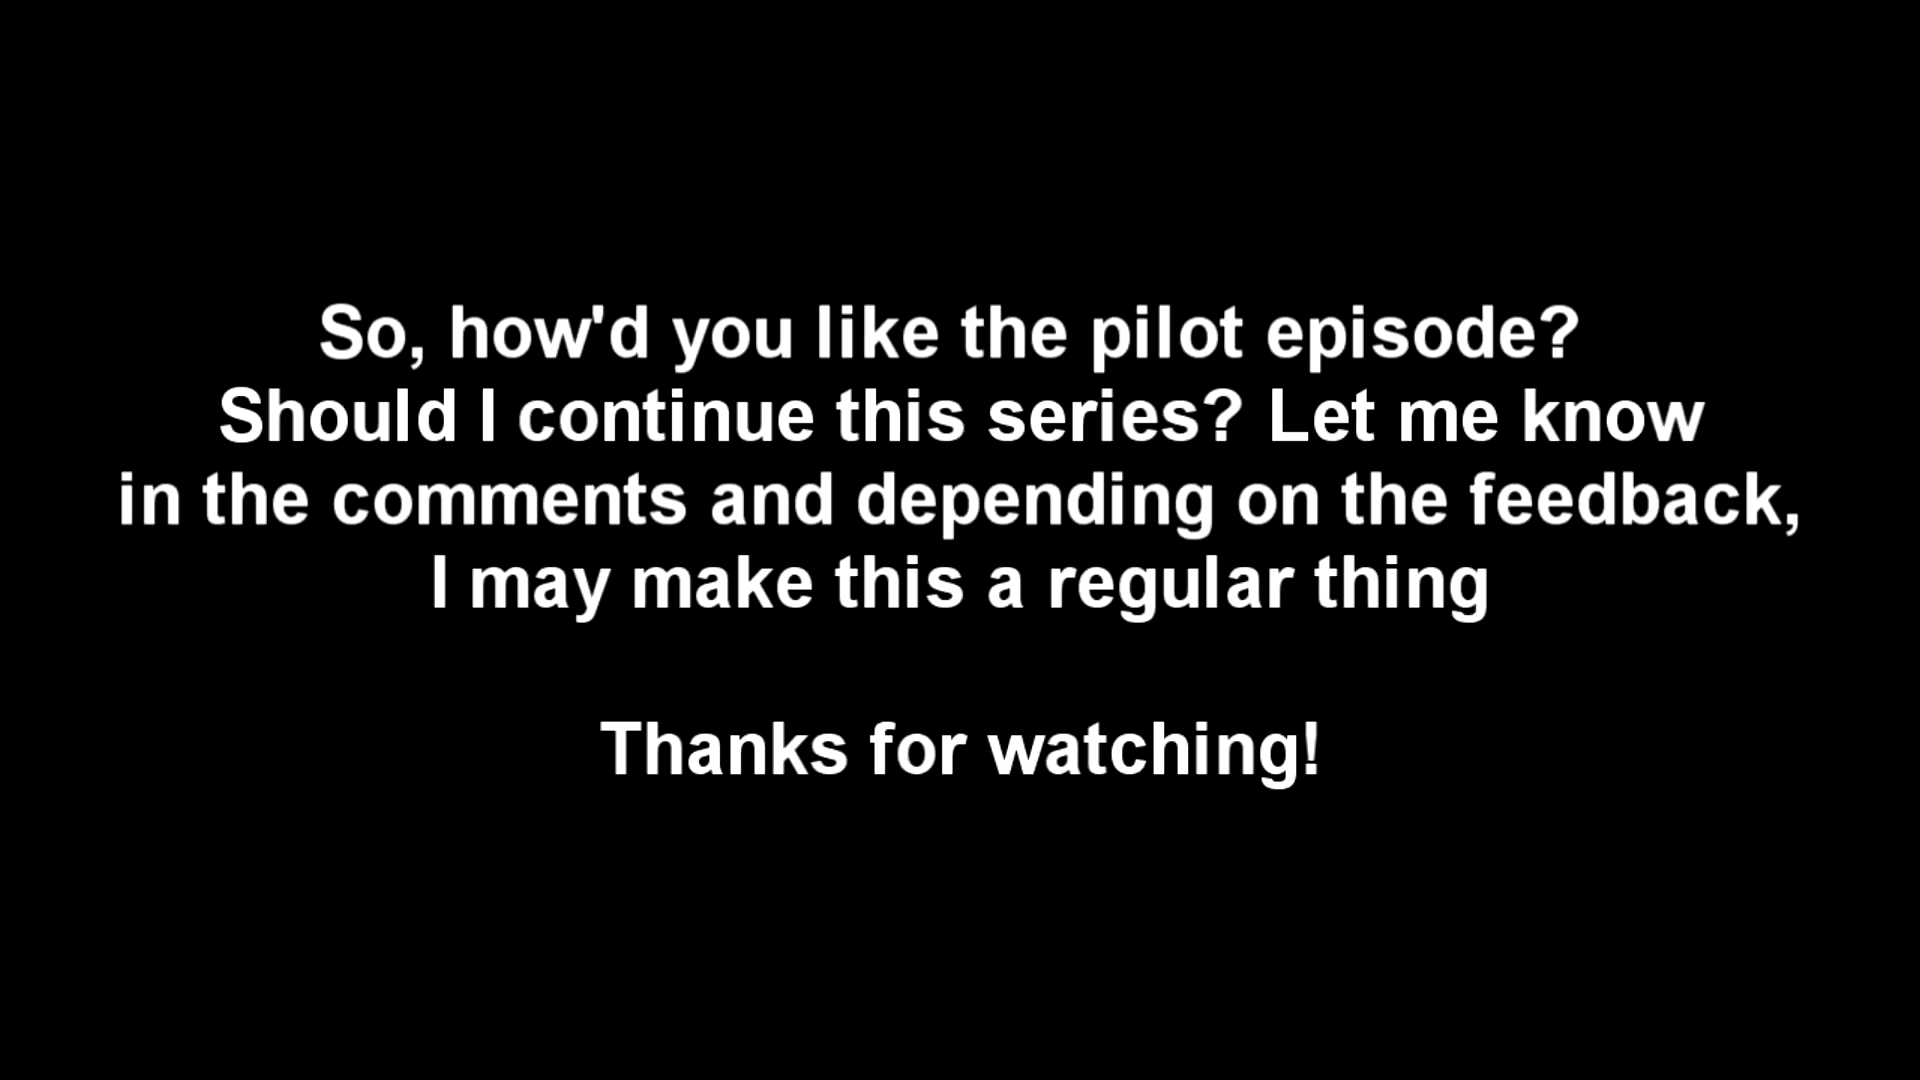 So, how'd you like the pilot episode?
Should I continue this series? Let me know
in the comments and depending on the feedback,
I may make this a regular thing
Thanks for watching!